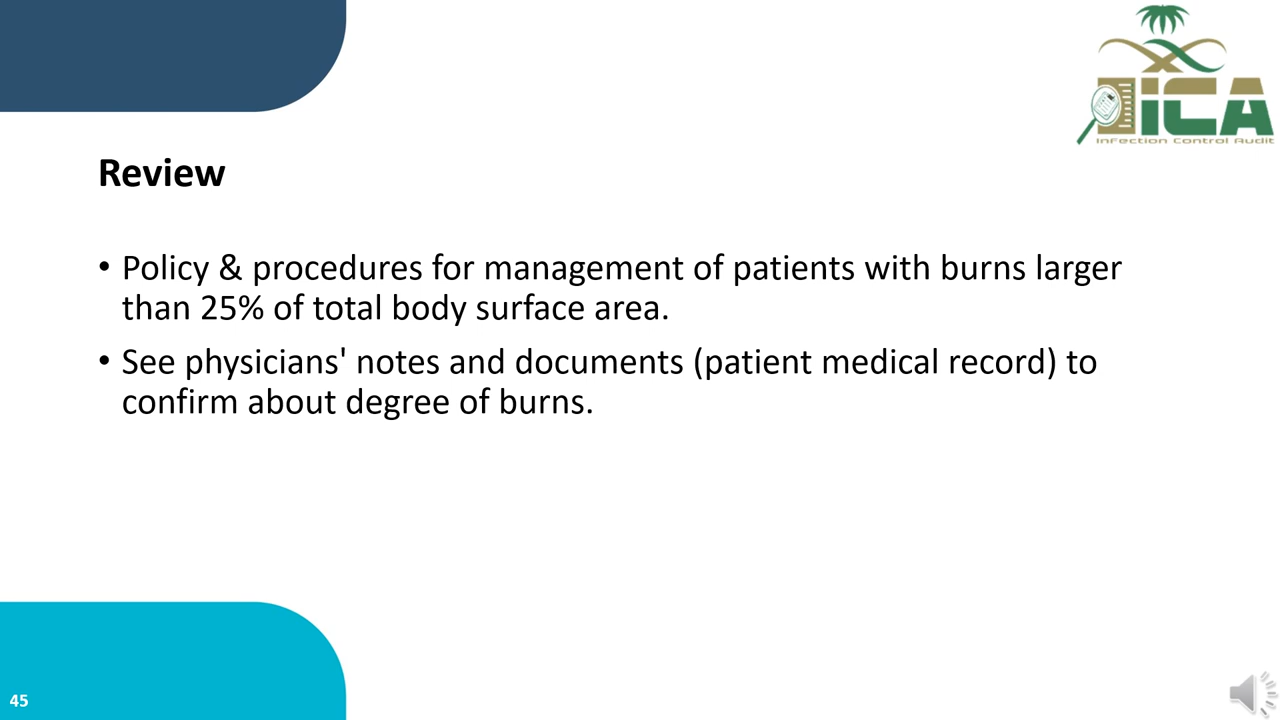 iCA
Infection Control Audit
Review
• Policy & procedures for management of patients with burns larger
than 25% of total body surface area.
• See physicians' notes and documents (patient medical record) to
confirm about degree of burns.
45